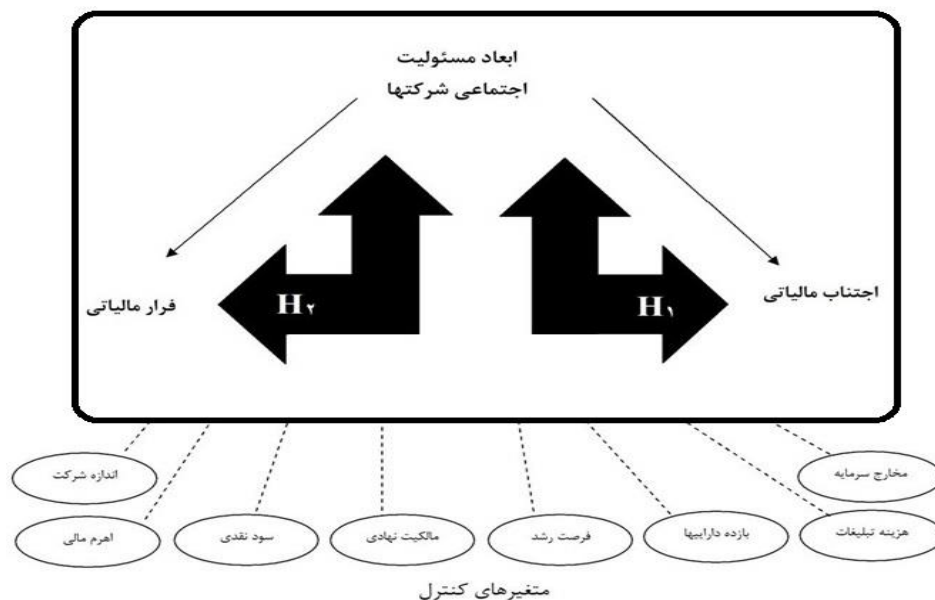 ابعاد مسئولیت
اجتماعی شرکتها
اجتناب مالیاتی
H۱
H۲
فرار مالیاتی
مخارج سرمایه
اندازه شرکت
هزینه تبلیغات
بازده داراییها
فرصت رشد
مالکیت نهادی
سود نقدی
اهرم مالی
متغیرهای کنترل